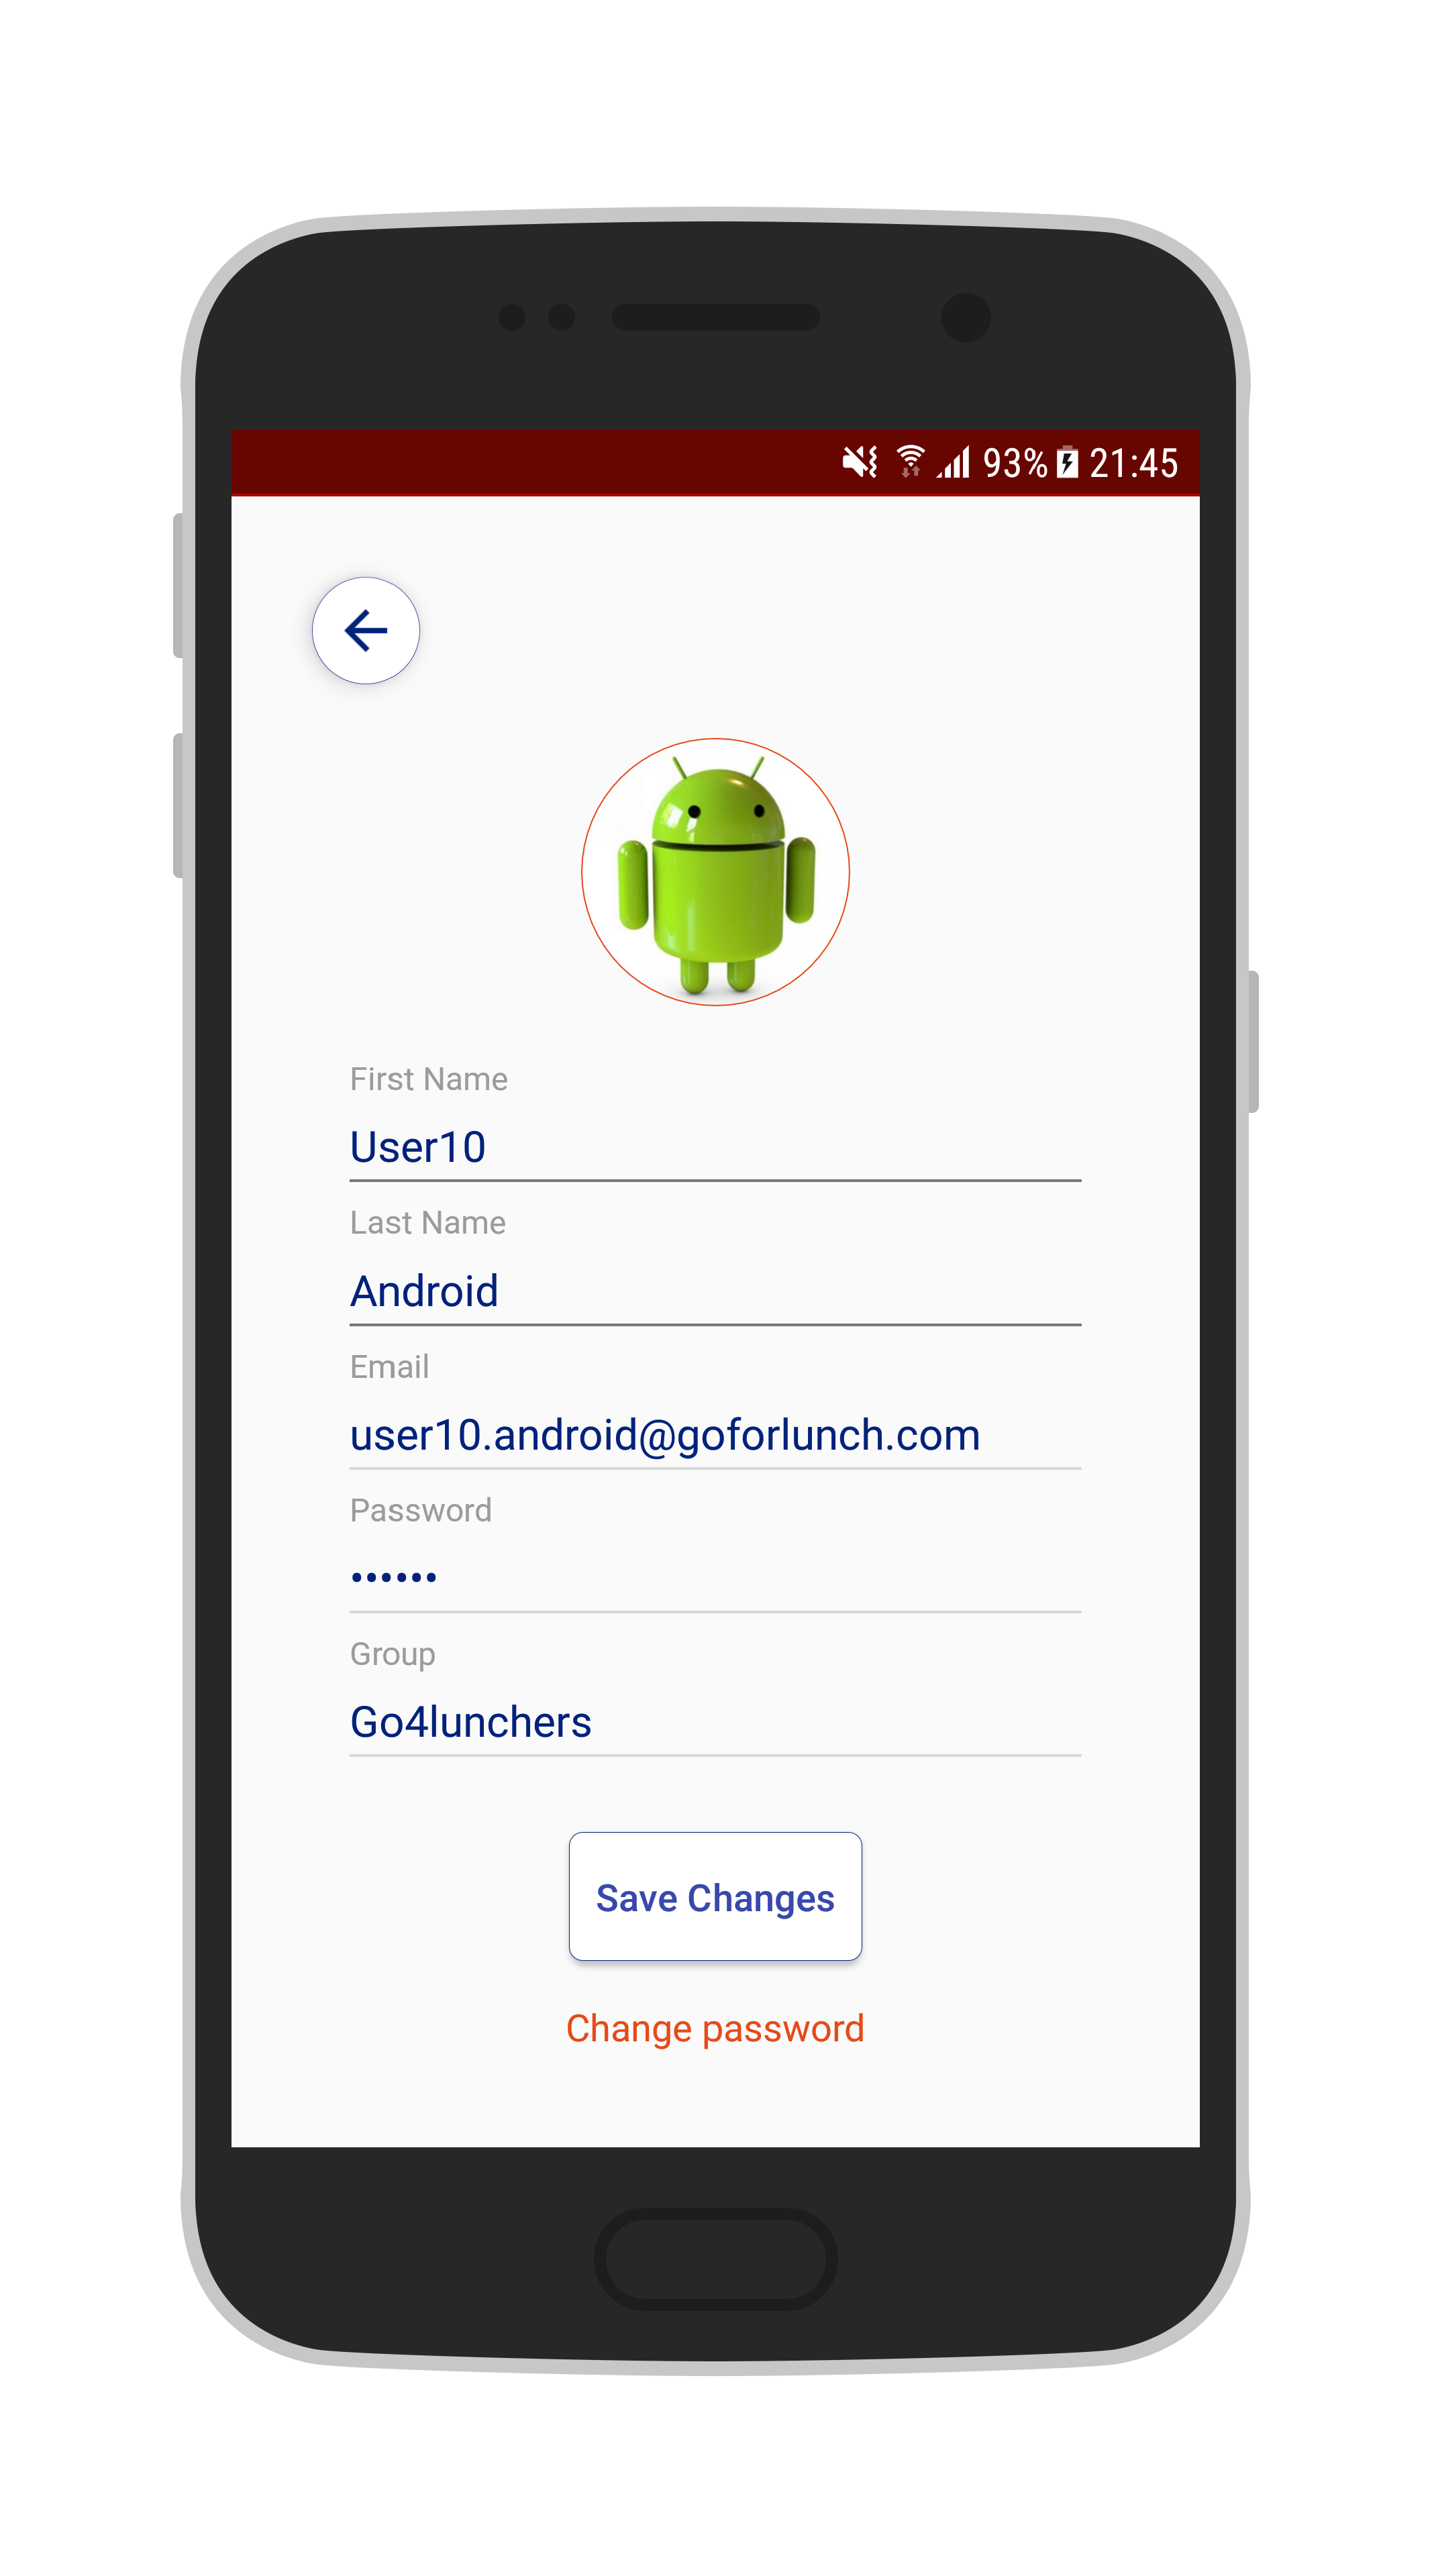 93% 21:45
First Name
User10
Last Name
Android
Email
user10.android@goforlunch.com
Password
••••••
Group
Go4lunchers
Save Changes
Change password